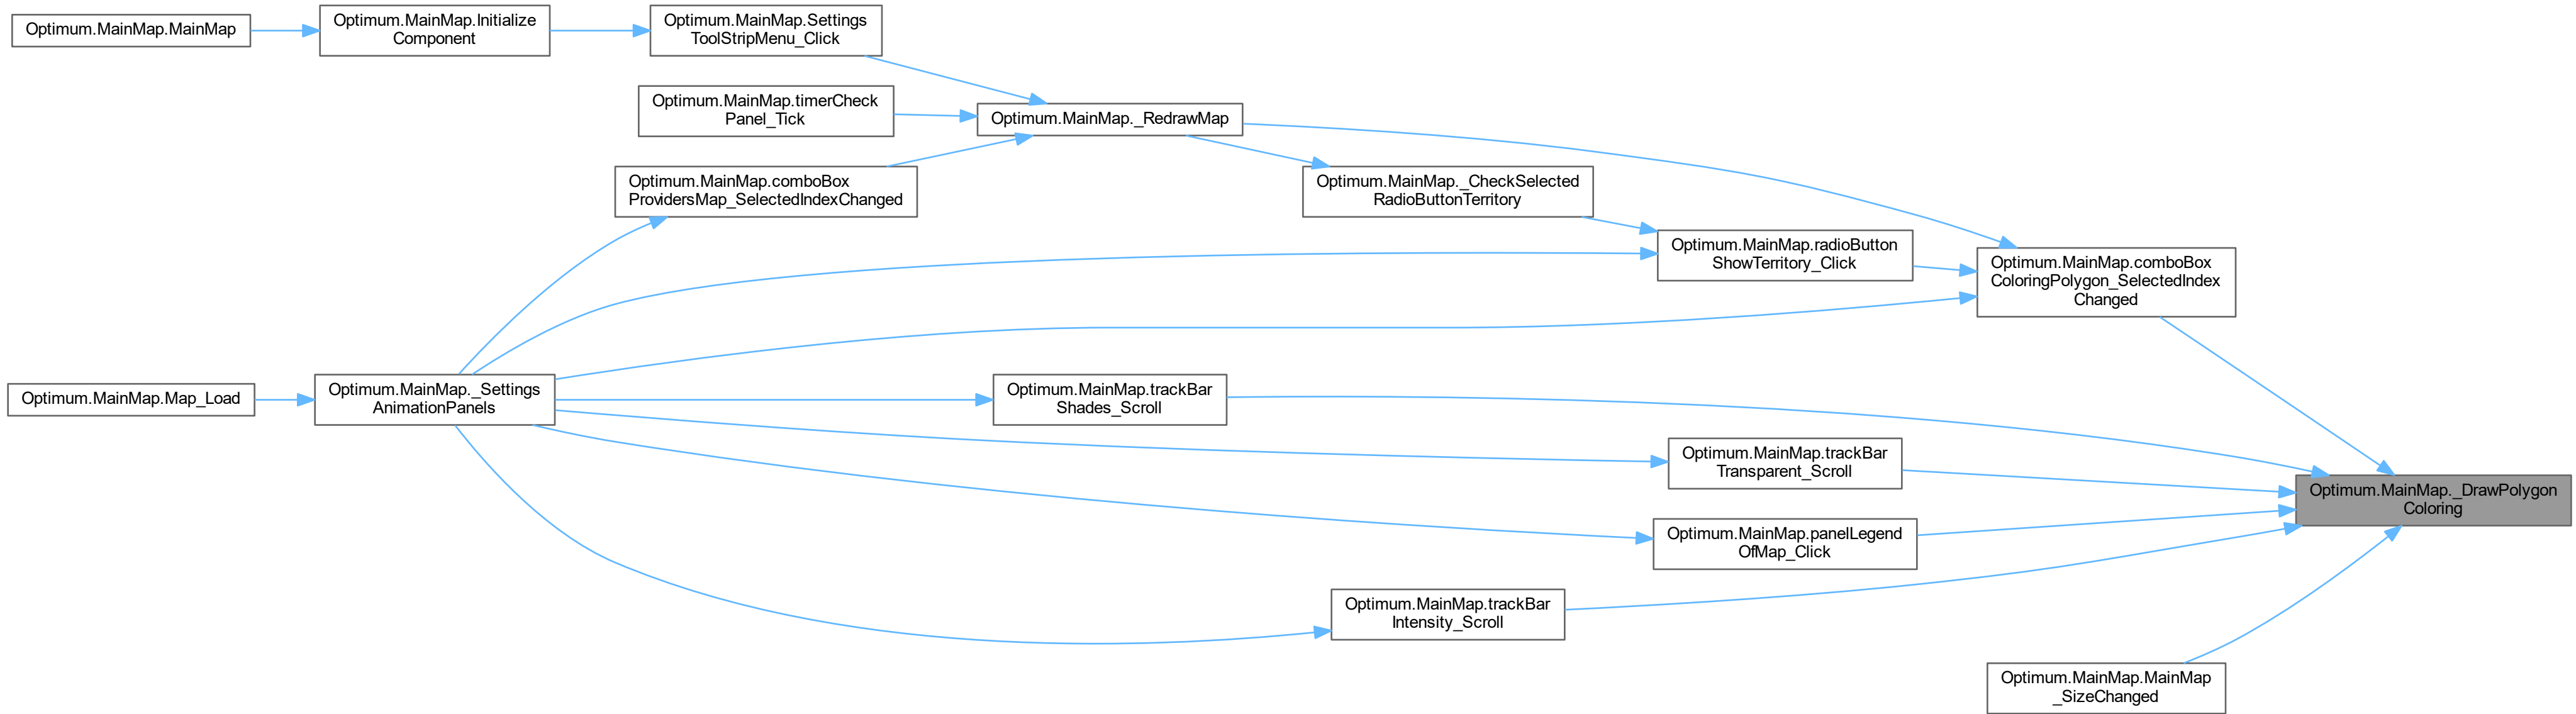 Optimum.MainMap.MainMap
Optimum.MainMap.Initialize
Component
Optimum.MainMap.Settings
ToolStripMenu_Click
Optimum.MainMap.timerCheck
Panel_Tick
Optimum.MainMap._RedrawMap
Optimum.MainMap.comboBox
ProvidersMap_SelectedIndexChanged
Optimum.MainMap._CheckSelected
RadioButtonTerritory
Optimum.MainMap.radioButton
ShowTerritory_Click
Optimum.MainMap.comboBox
ColoringPolygon_SelectedIndex
Changed
Optimum.MainMap.Map_Load
Optimum.MainMap._Settings
AnimationPanels
Optimum.MainMap.trackBar
Shades_Scroll
Optimum.MainMap.trackBar
Transparent_Scroll
Optimum.MainMap._DrawPolygon
Coloring
Optimum.MainMap.panelLegend
OfMap_Click
Optimum.MainMap.trackBar
Intensity_Scroll
Optimum.MainMap.MainMap
_SizeChanged